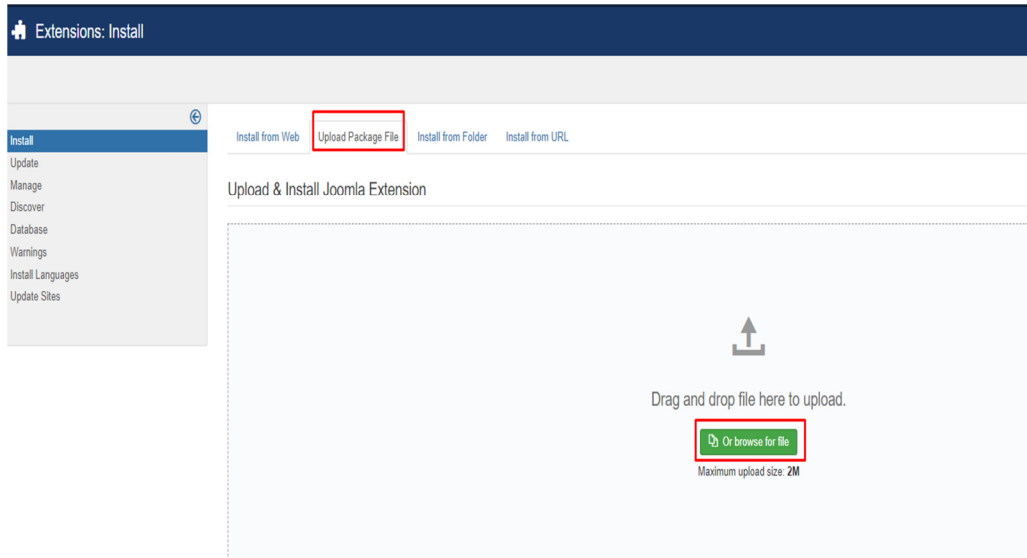 Extensions: Install
Install
Update
Manage
Discover
Database
Warnings
Install Languages
Update Sites
Install from Web Upload Package File Install from Folder Install from URL
Upload & Install Joomla Extension
Drag and drop file here to upload.
Or browse for file
Maximum upload size: 2M